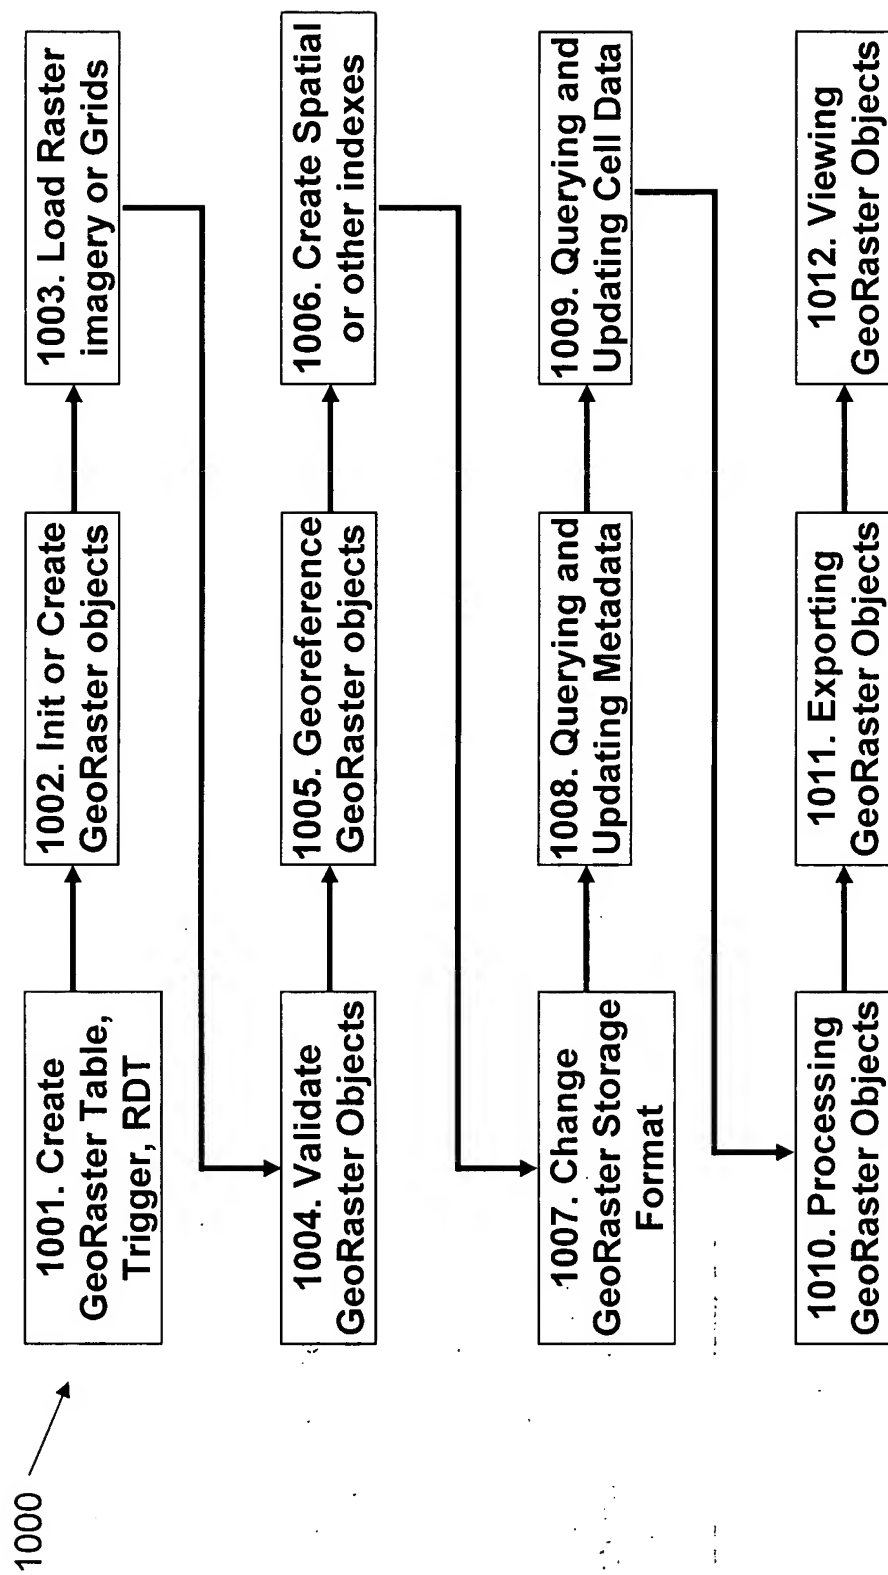 1000
1001. Create
GeoRaster Table,
Trigger, RDT
1002. Init or Create
GeoRaster objects
1003. Load Raster
imagery or Grids
1004. Validate
GeoRaster Objects
1005. Georeference
GeoRaster objects
1006. Create Spatial
or other indexes
1007. Change
GeoRaster Storage
Format
1008. Querying and
Updating Metadata
1009. Querying and
Updating Cell Data
1010. Processing
GeoRaster Objects
1011. Exporting
GeoRaster Objects
1012. Viewing
GeoRaster Objects